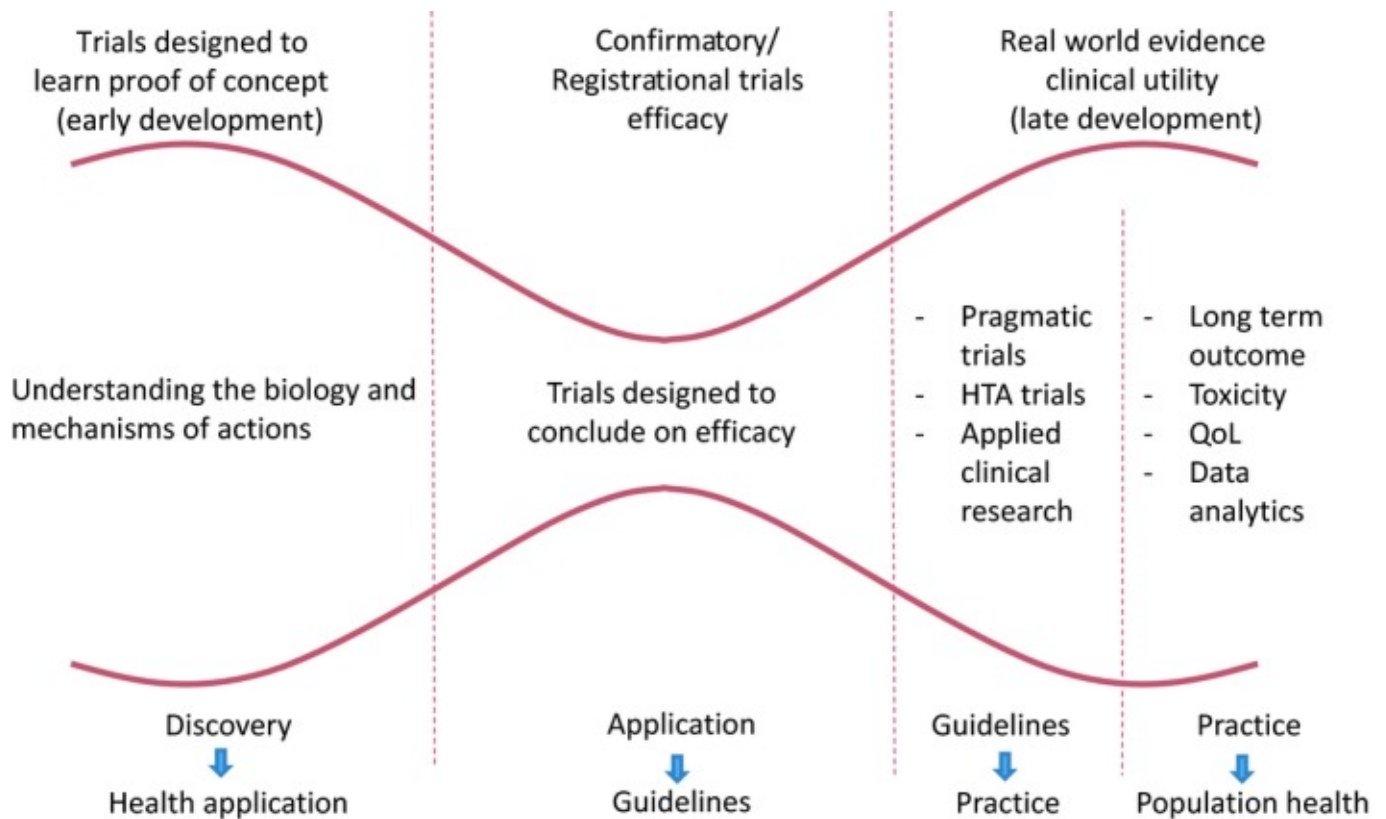 Trials designed to
learn proof of concept
(early development)
Confirmatory/
Registrational trials
efficacy
Real world evidence
clinical utility
(late development)
Understanding the biology and
mechanisms of actions
Trials designed to
conclude on efficacy
- Pragmatic
trials
- HTA trials
- Applied
clinical
research
- Long term
outcome
- Toxicity
- QoL
- Data
analytics
Discovery
Health application
Application
Guidelines
Guidelines
Practice
Practice
Population health